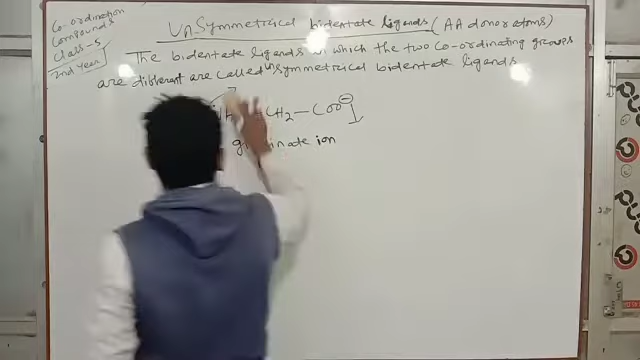 Co-ordination
Compounds
Class-5
2nd Year
UnSymmetrical bidentate ligands (AA donor atoms)
The bidentate ligands in which the two Co-ordinating groups
are different are called unsymmetrical bidentate ligands
CH2 - COO⊖
ion